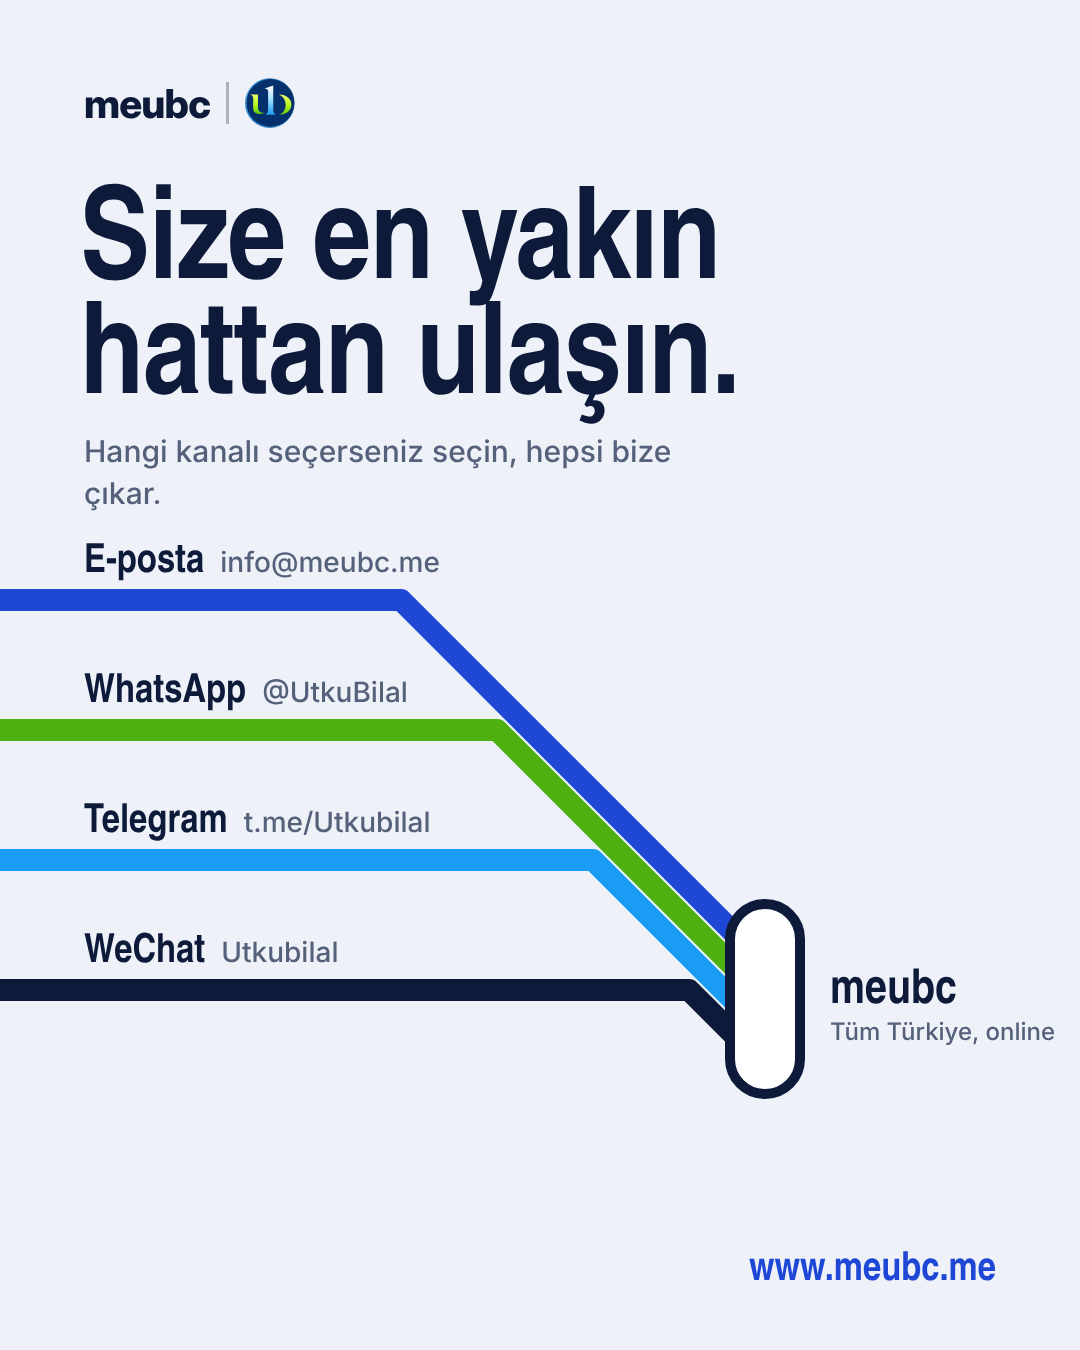 meubc ub
Size en yakın
hattan ulaşın.
Hangi kanalı seçerseniz seçin, hepsi bize
çıkar.
E-posta info@meubc.me
WhatsApp @UtkuBilal
Telegram t.me/Utkubilal
WeChat Utkubilal
meubc
Tüm Türkiye, online
www.meubc.me